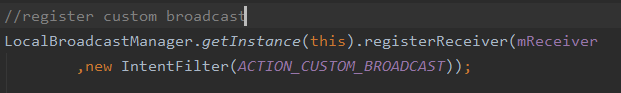 //register custom broadcast
LocalBroadcastManager.getInstance(this).registerReceiver(mReceiver
,new IntentFilter(ACTION_CUSTOM_BROADCAST));